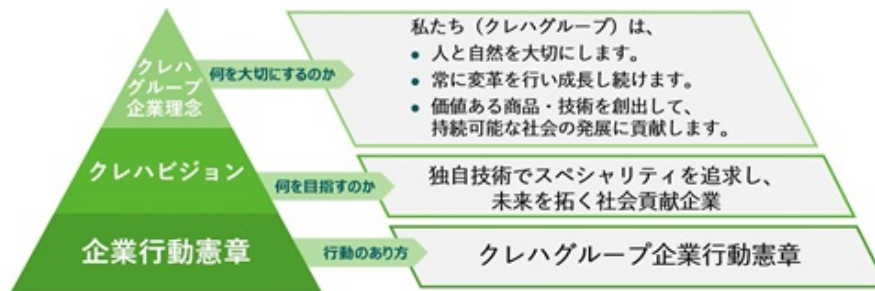 クレハ
グループ
企業理念
何を大切にするのか
私たち（クレハグループ）は、
● 人と自然を大切にします。
● 常に変革を行い成長し続けます。
● 価値ある商品・技術を創出して、
持続可能な社会の発展に貢献します。
クレハビジョン
何を目指すのか
独自技術でスペシャリティを追求し、
未来を拓く社会貢献企業
企業行動憲章
行動のあり方
クレハグループ企業行動憲章